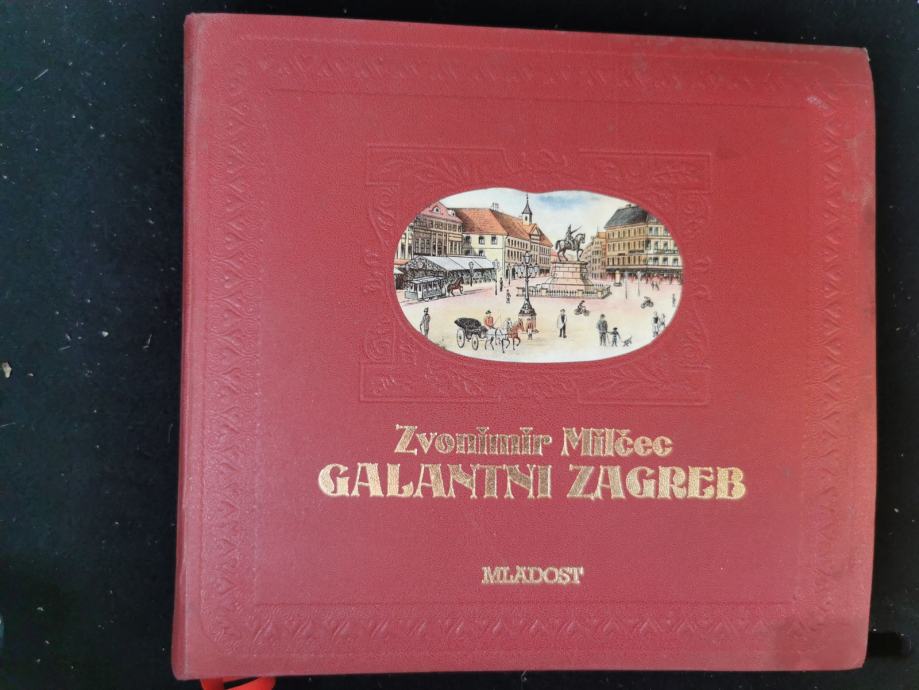 Zvonimir Milčec
GALANTNI ZAGREB
MLADOST